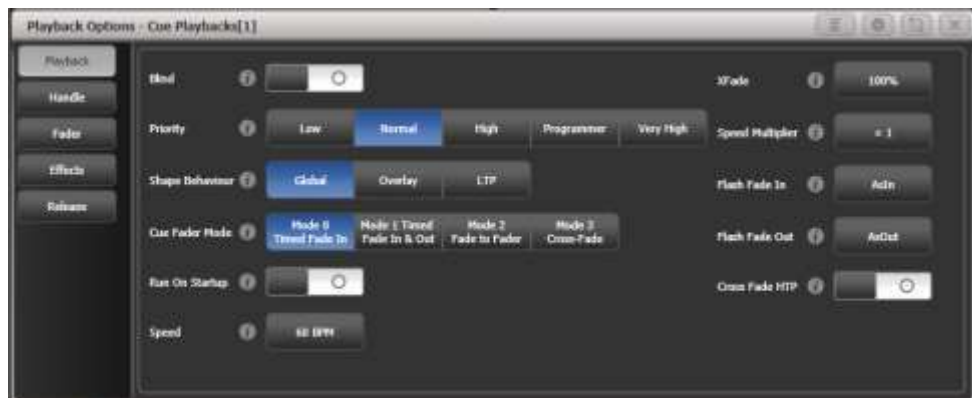 Playback Options - Cue Playbacks[1]
Playback
Handle
Fader
Effects
Release
Blind
Priority
Low
Normal
High
Programmer
Very High
Shape Behaviour
Global
Overlay
LTP
Cue Fader Mode
Mode 0
Timed Fade In
Mode 1 Timed
Fade In & Out
Mode 2
Fade to Fader
Mode 3
Cross-Fade
Run On Startup
Speed
60 BPM
XFade
100%
Speed Multiplier
× 1
Flash Fade In
AsIn
Flash Fade Out
AsOut
Cross Fade HTP